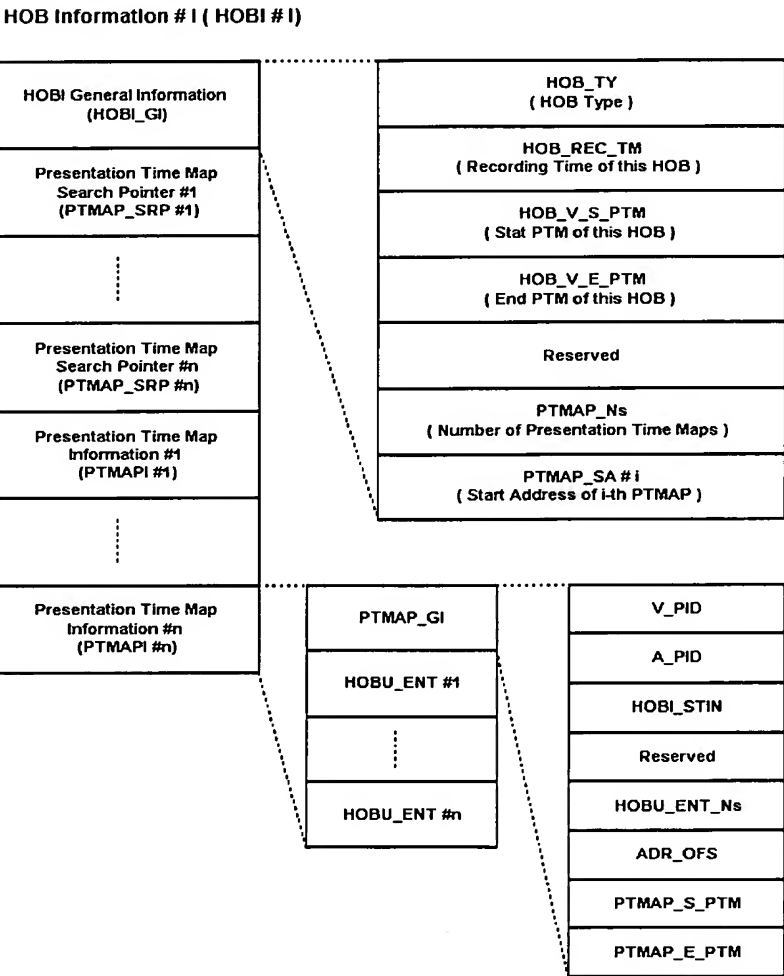 HOB Information # I ( HOBI # I)
HOBI General Information
(HOBI_GI)
Presentation Time Map
Search Pointer #1
(PTMAP_SRP #1)
Presentation Time Map
Search Pointer #n
(PTMAP_SRP #n)
Presentation Time Map
Information #1
(PTMAPI #1)
Presentation Time Map
Information #n
(PTMAPI #n)
HOB_TY
( HOB Type )
HOB_REC_TM
( Recording Time of this HOB )
HOB_V_S_PTM
( Stat PTM of this HOB )
HOB_V_E_PTM
( End PTM of this HOB )
Reserved
PTMAP_Ns
( Number of Presentation Time Maps )
PTMAP_SA # i
( Start Address of i-th PTMAP )
PTMAP_GI
HOBU_ENT #1
HOBU_ENT #n
V_PID
A_PID
HOBI_STIN
Reserved
HOBU_ENT_Ns
ADR_OFS
PTMAP_S_PTM
PTMAP_E_PTM